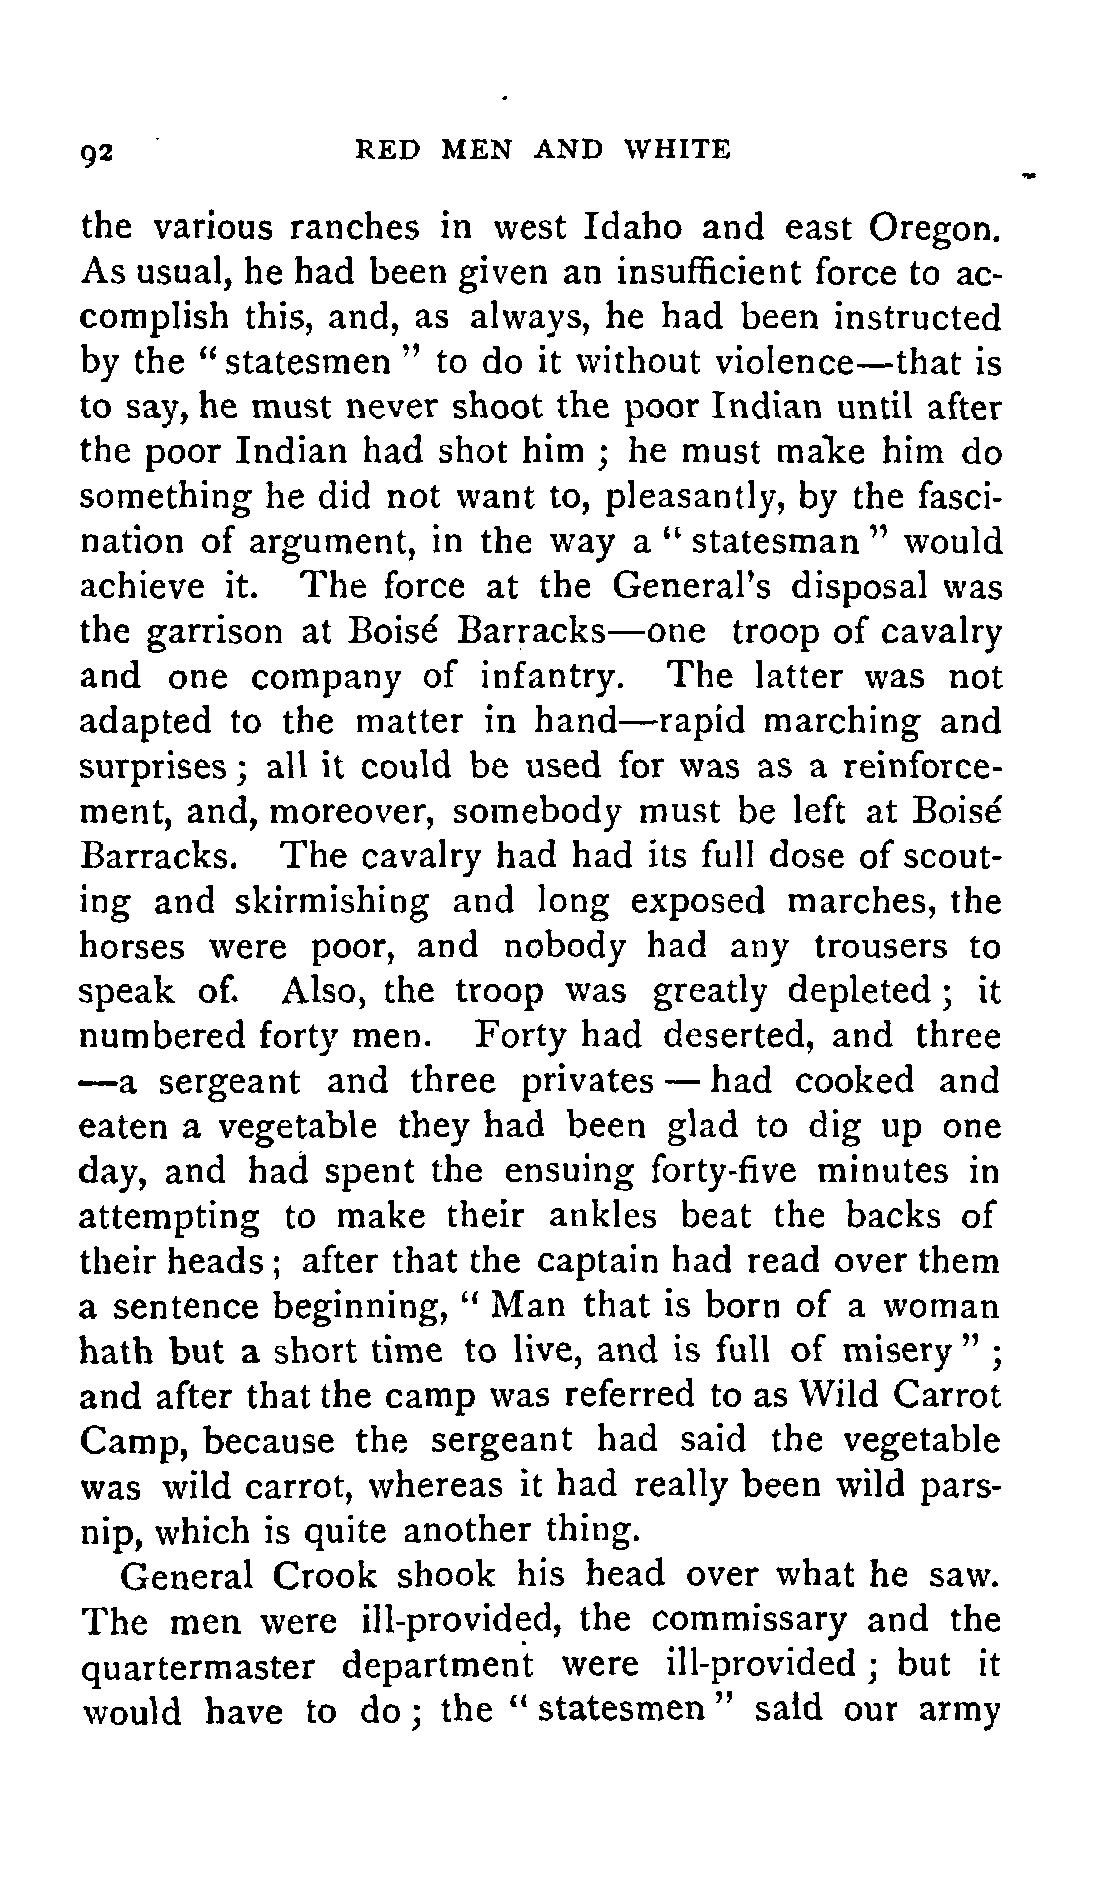 92 RED MEN AND WHITE
the various ranches in west Idaho and east Oregon.
As usual, he had been given an insufficient force to ac-
complish this, and, as always, he had been instructed
by the “ statesmen ” to do it without violence—that is
to say, he must never shoot the poor Indian until after
the poor Indian had shot him ; he must make him do
something he did not want to, pleasantly, by the fasci-
nation of argument, in the way a “ statesman ” would
achieve it. The force at the General’s disposal was
the garrison at Boisé Barracks—one troop of cavalry
and one company of infantry. The latter was not
adapted to the matter in hand—rapid marching and
surprises ; all it could be used for was as a reinforce-
ment, and, moreover, somebody must be left at Boisé
Barracks. The cavalry had had its full dose of scout-
ing and skirmishing and long exposed marches, the
horses were poor, and nobody had any trousers to
speak of. Also, the troop was greatly depleted ; it
numbered forty men. Forty had deserted, and three
—a sergeant and three privates — had cooked and
eaten a vegetable they had been glad to dig up one
day, and had spent the ensuing forty-five minutes in
attempting to make their ankles beat the backs of
their heads ; after that the captain had read over them
a sentence beginning, “ Man that is born of a woman
hath but a short time to live, and is full of misery ” ;
and after that the camp was referred to as Wild Carrot
Camp, because the sergeant had said the vegetable
was wild carrot, whereas it had really been wild pars-
nip, which is quite another thing.
General Crook shook his head over what he saw.
The men were ill-provided, the commissary and the
quartermaster department were ill-provided ; but it
would have to do ; the “ statesmen ” said our army